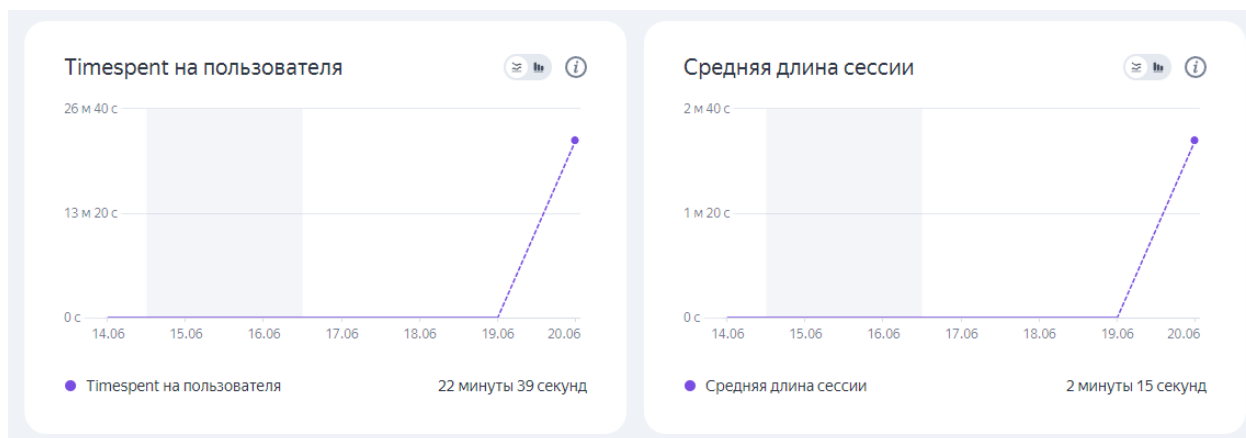 Timespent на пользователя
26 м 40 с
13 м 20 с
0 с
14.06 15.06 16.06 17.06 18.06 19.06 20.06
Timespent на пользователя 22 минуты 39 секунд
Средняя длина сессии
2 м 40 с
1 м 20 с
0 с
14.06 15.06 16.06 17.06 18.06 19.06 20.06
Средняя длина сессии 2 минуты 15 секунд